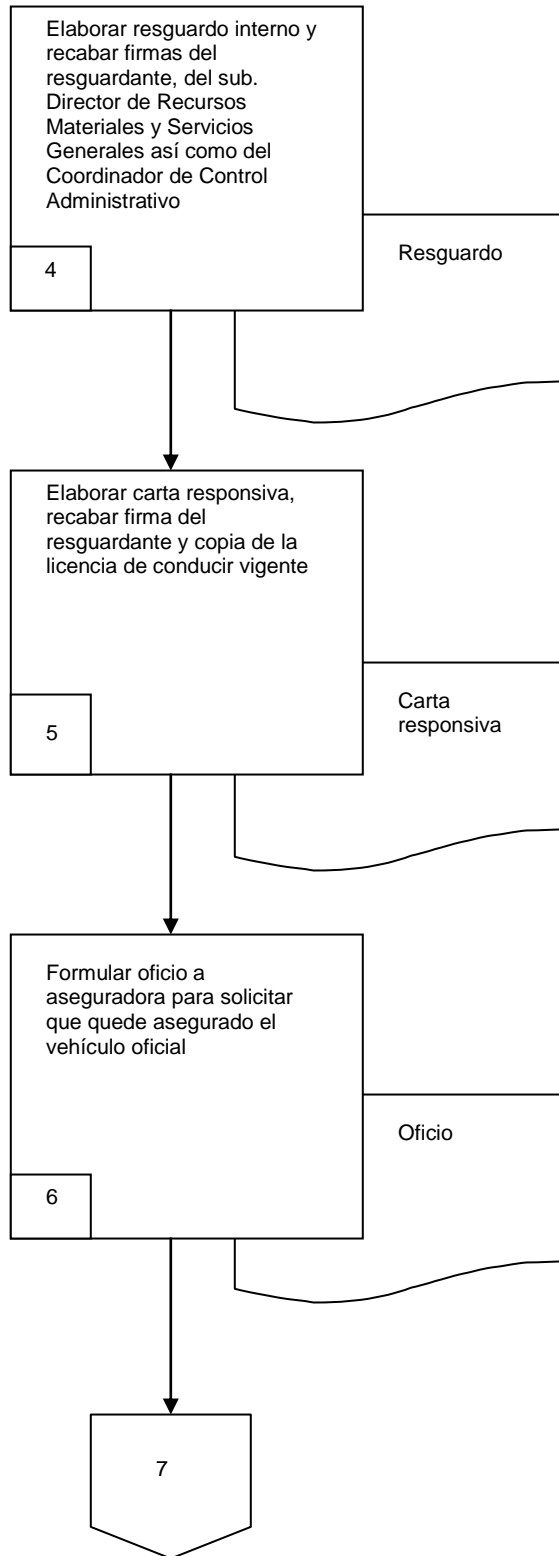 Elaborar resguardo interno y
recabar firmas del
resguardante, del sub.
Director de Recursos
Materiales y Servicios
Generales así como del
Coordinador de Control
Administrativo
4
Resguardo
Elaborar carta responsiva,
recabar firma del
resguardante y copia de la
licencia de conducir vigente
5
Carta
responsiva
Formular oficio a
aseguradora para solicitar
que quede asegurado el
vehículo oficial
6
Oficio
7